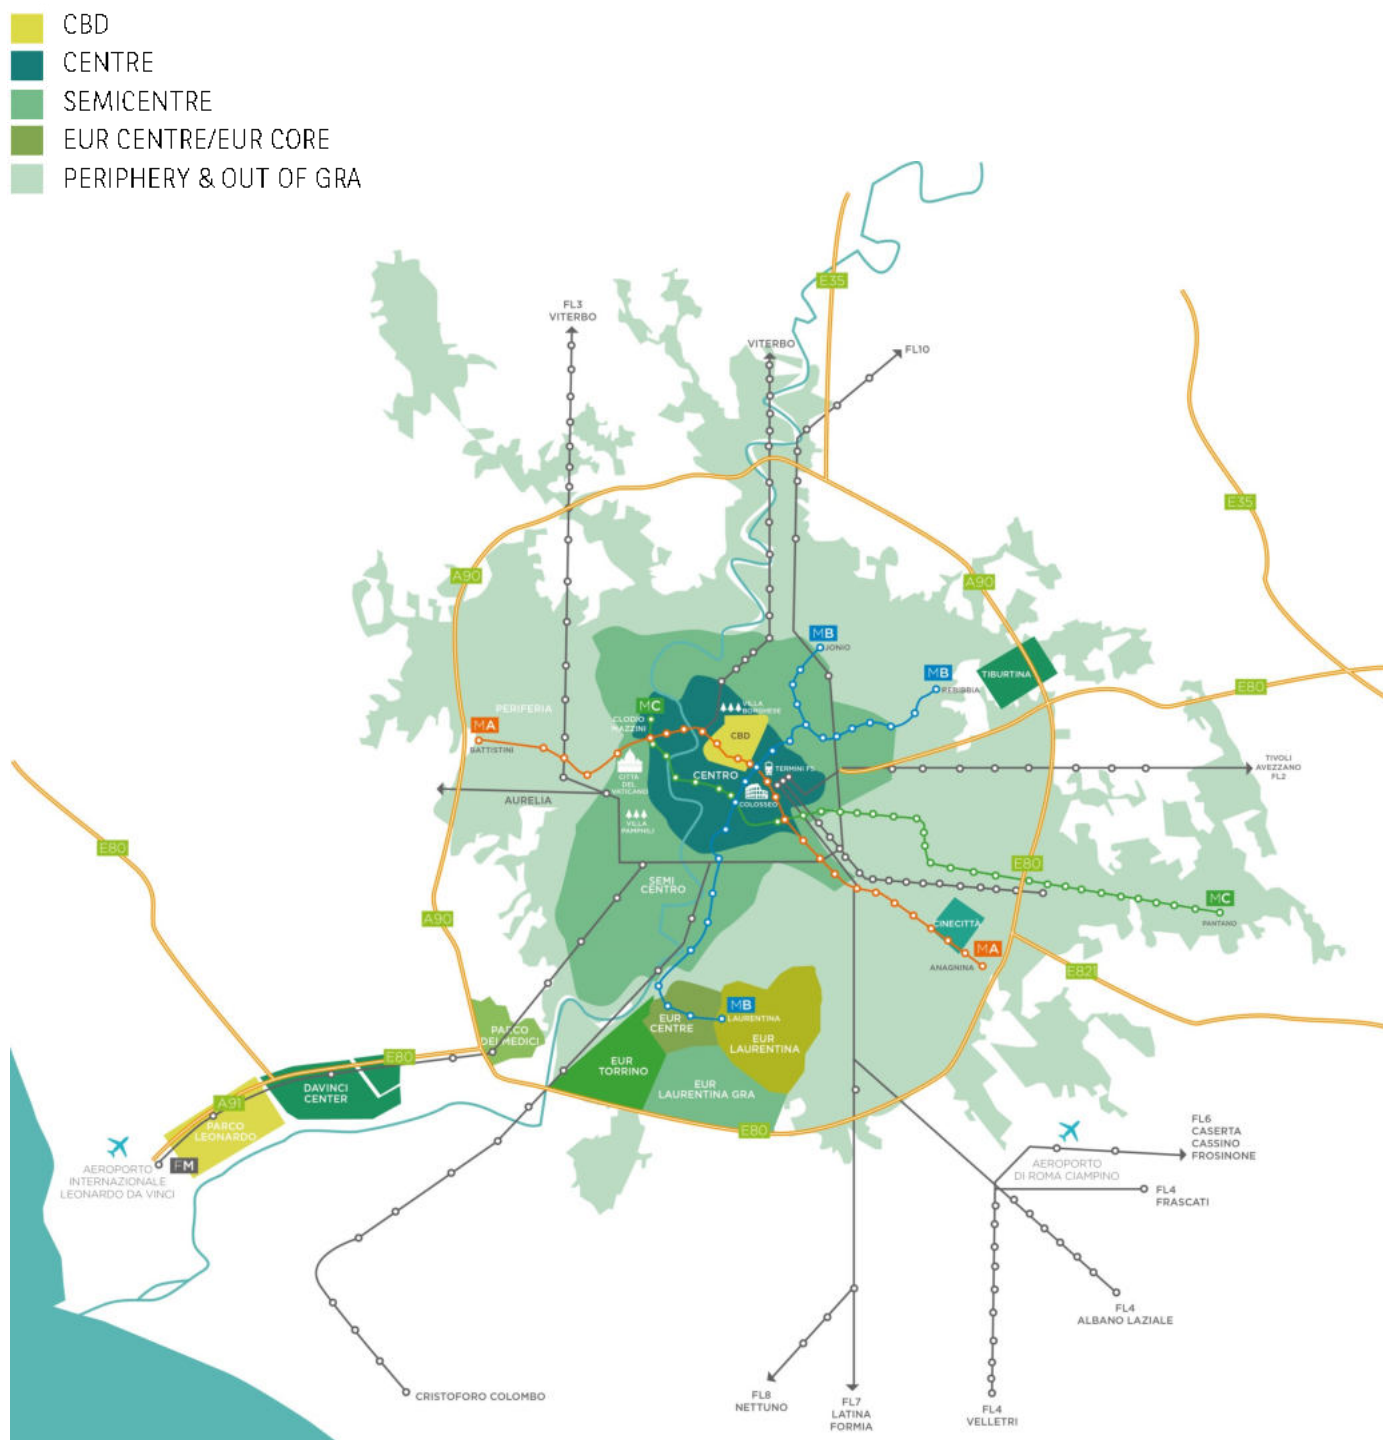 CBD
CENTRE
SEMICENTRE
EUR CENTRE/EUR CORE
PERIPHERY & OUT OF GRA
E35
FL3
VITERBO
VITERBO
FL10
E35
A90
A90
MB
JONIO
MB
REBIBBIA
TIBURTINA
E80
PERIFERIA
MC
CLODIO
MAZZINI
VILLA
BORGHESE
MA
BATTISTINI
CBD
CITTÀ
DEL
VATICANO
CENTRO
TERMINI FS
TIVOLI
AVEZZANO
FL2
AURELIA
COLOSSEO
VILLA
PAMPHILI
E80
E80
SEMI
CENTRO
MC
PANTANO
A90
CINECITTÀ
MA
ANAGNINA
E821
MB
LAURENTINA
EUR
CENTRE
PARCO
DEI MEDICI
EUR
LAURENTINA
E80
EUR
TORRINO
DAVINCI
CENTER
EUR
LAURENTINA GRA
A91
PARCO
LEONARDO
E80
FM
AEROPORTO
INTERNAZIONALE
LEONARDO DA VINCI
AEROPORTO
DI ROMA CIAMPINO
FL6
CASERTA
CASSINO
FROSINONE
FL4
FRASCATI
FL4
ALBANO LAZIALE
CRISTOFORO COLOMBO
FL8
NETTUNO
FL7
LATINA
FORMIA
FL4
VELLETRI